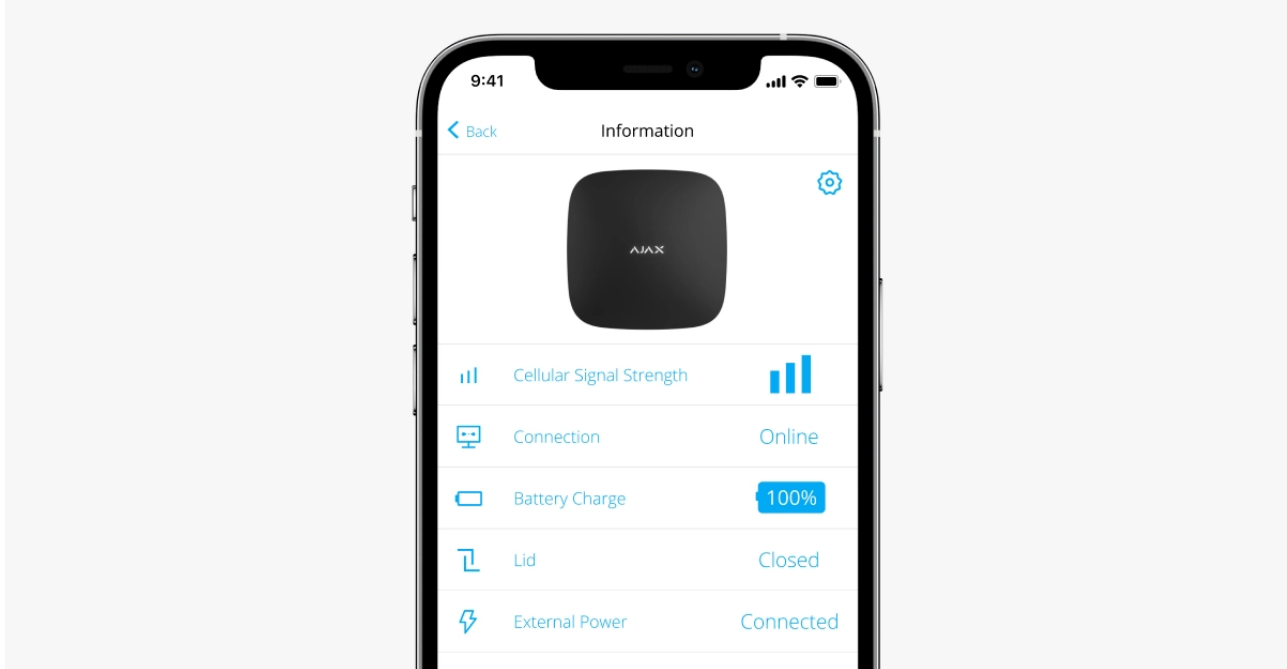 9:41
Back
Information
AJAX
Cellular Signal Strength
Connection Online
Battery Charge 100%
Lid Closed
External Power Connected